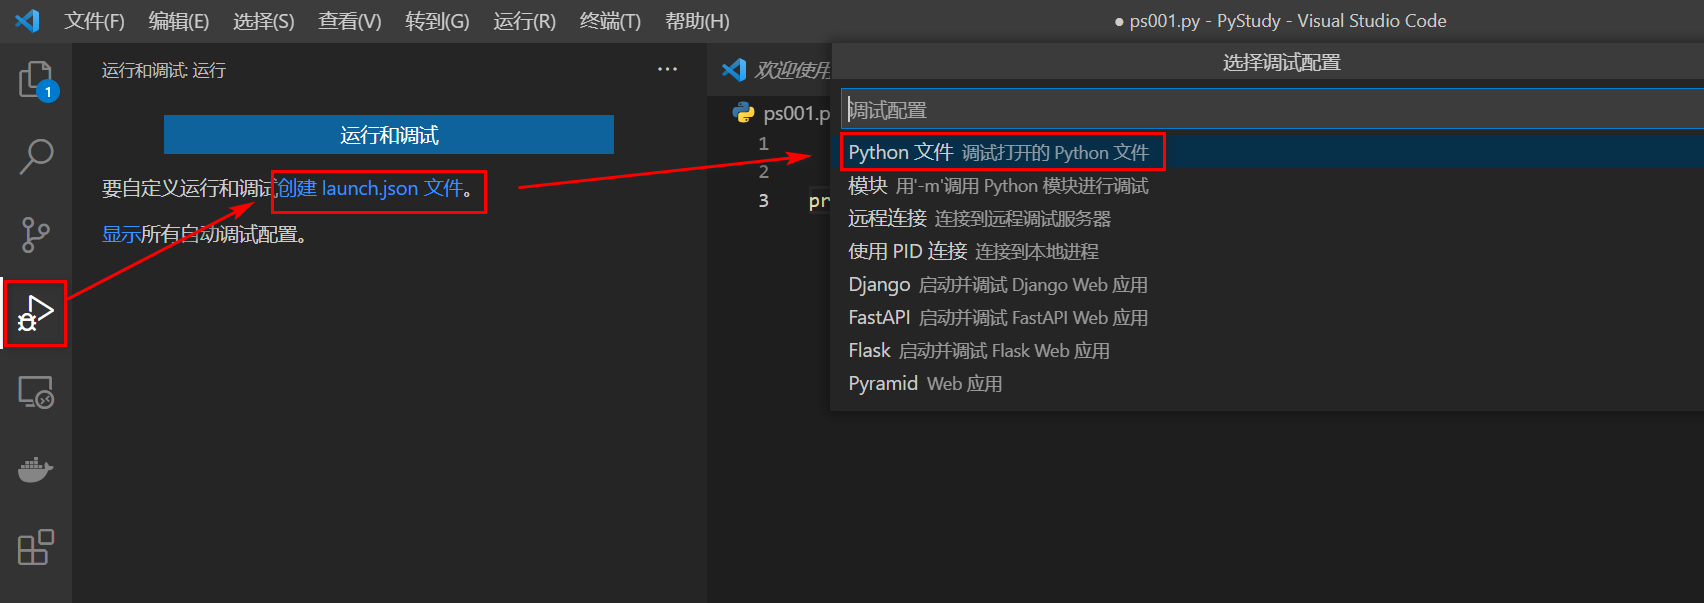 文件(F) 编辑(E) 选择(S) 查看(V) 转到(G) 运行(R) 终端(T) 帮助(H)
● ps001.py - PyStudy - Visual Studio Code
1
运行和调试: 运行
运行和调试
要自定义运行和调试创建 launch.json 文件。
显示所有自动调试配置。
欢迎使用
ps001.p
1
2
3 pr
选择调试配置
调试配置
Python 文件 调试打开的 Python 文件
模块 用'-m'调用 Python 模块进行调试
远程连接 连接到远程调试服务器
使用 PID 连接 连接到本地进程
Django 启动并调试 Django Web 应用
FastAPI 启动并调试 FastAPI Web 应用
Flask 启动并调试 Flask Web 应用
Pyramid Web 应用